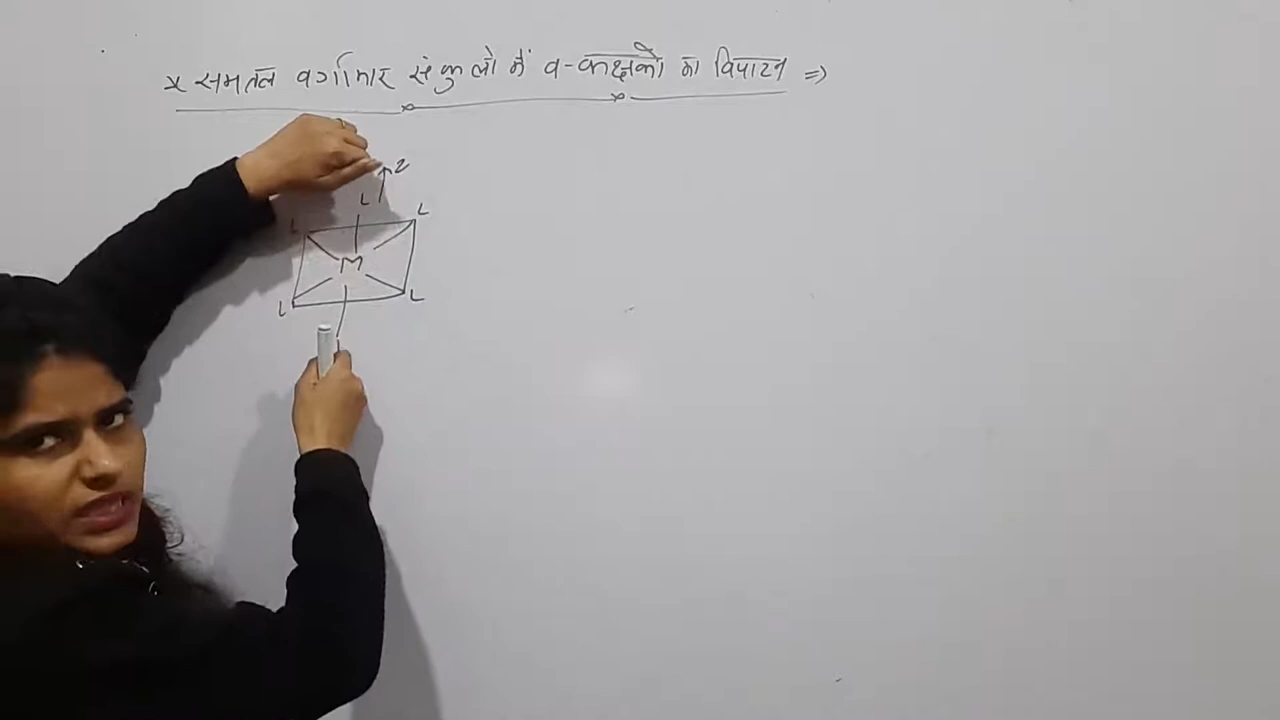 x समतल वर्गाकार संकुलो में d-कक्षको का विपाटन ⇒
Z
L
L L
M
L L